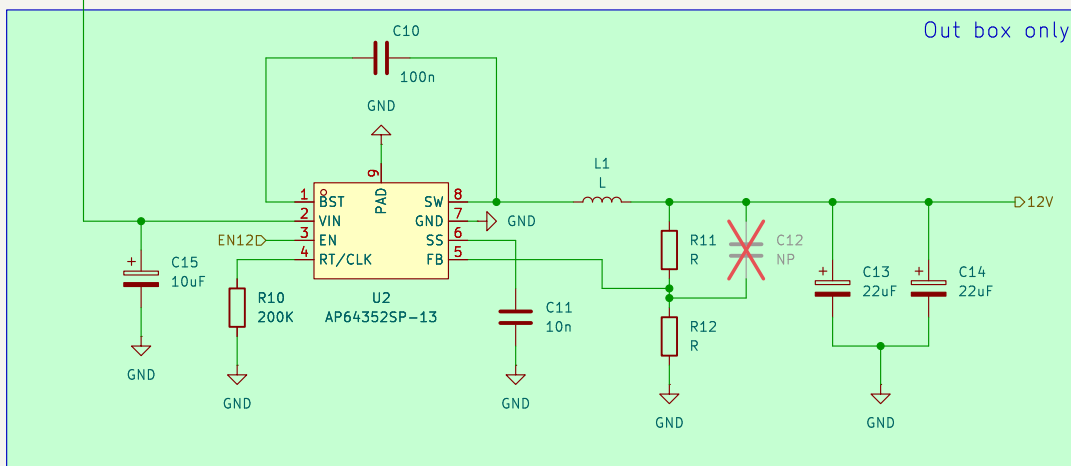 Out box only
C10
100n
GND
9
PAD
1 BST
SW 8
2 VIN
GND 7
GND
3 EN
SS 6
EN12
4 RT/CLK
FB 5
U2
AP64352SP-13
L1
L
12V
C15
10uF
GND
R10
200K
GND
C11
10n
GND
R11
R
C12
NP
R12
R
GND
C13
22uF
C14
22uF
GND
+
+
+